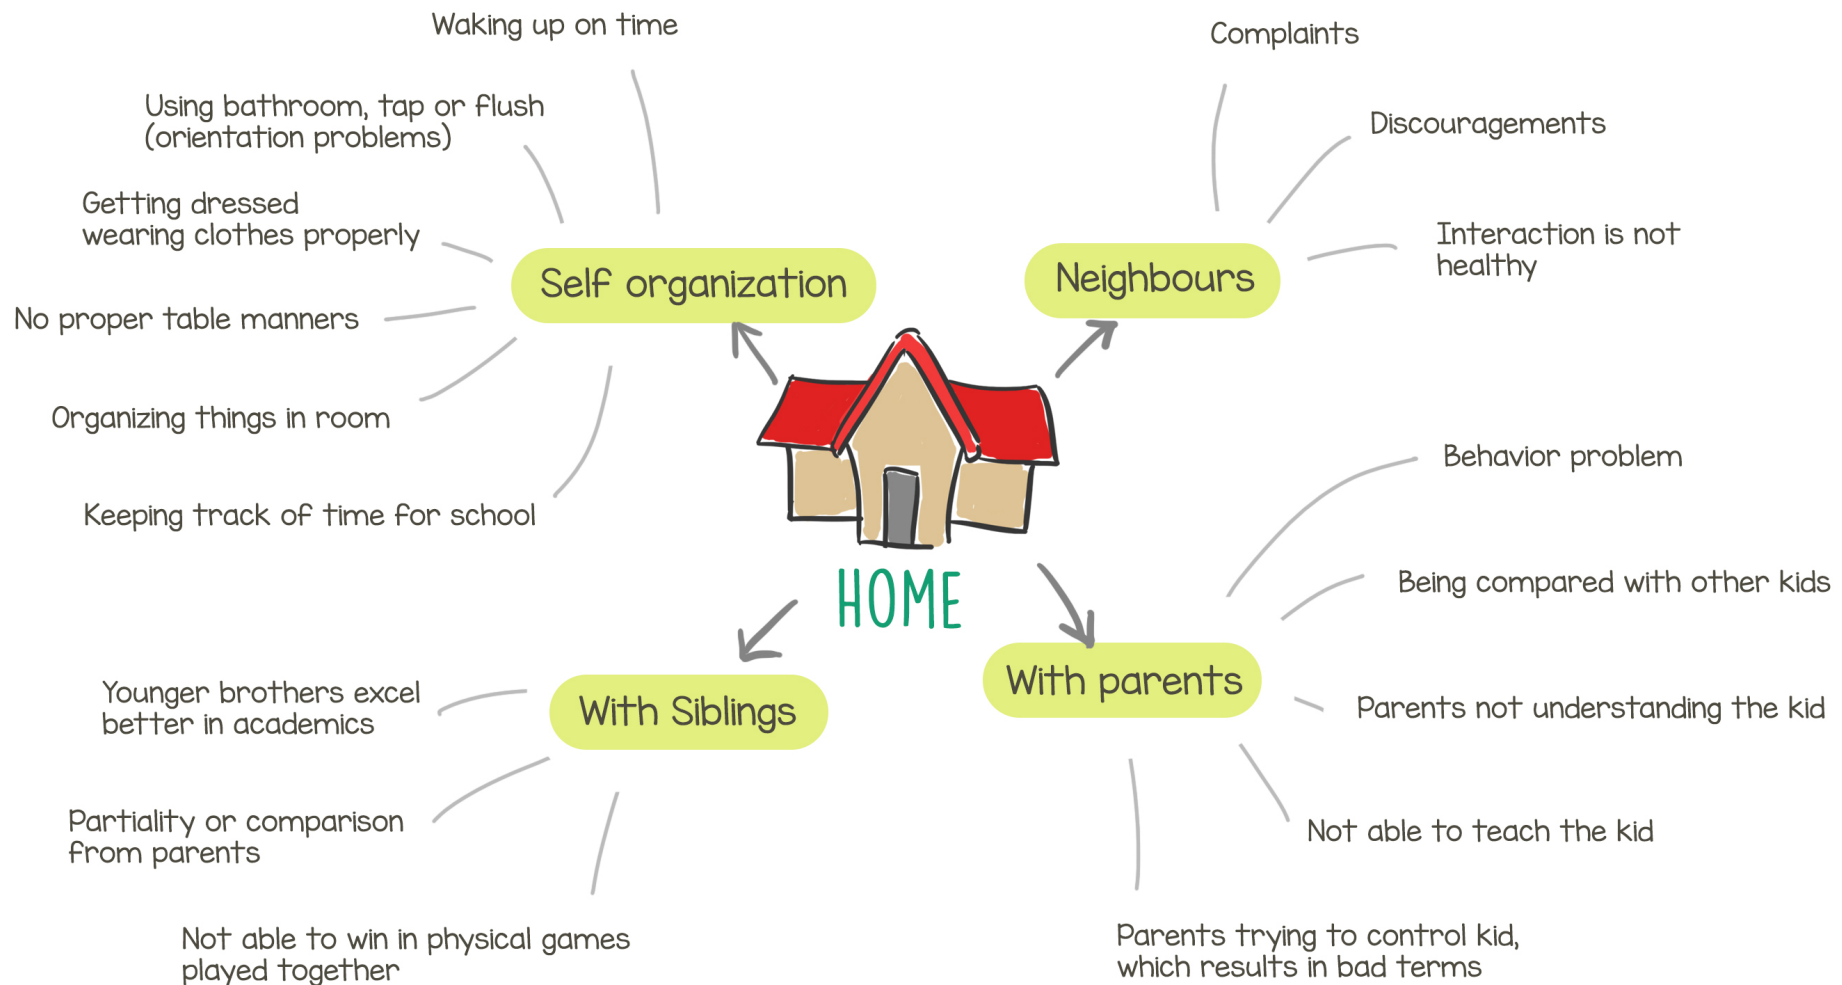 Waking up on time
Using bathroom, tap or flush
(orientation problems)
Getting dressed
wearing clothes properly
No proper table manners
Organizing things in room
Keeping track of time for school
Self organization
Complaints
Discouragements
Interaction is not
healthy
Neighbours
HOME
With Siblings
Younger brothers excel
better in academics
Partiality or comparison
from parents
Not able to win in physical games
played together
With parents
Behavior problem
Being compared with other kids
Parents not understanding the kid
Not able to teach the kid
Parents trying to control kid,
which results in bad terms